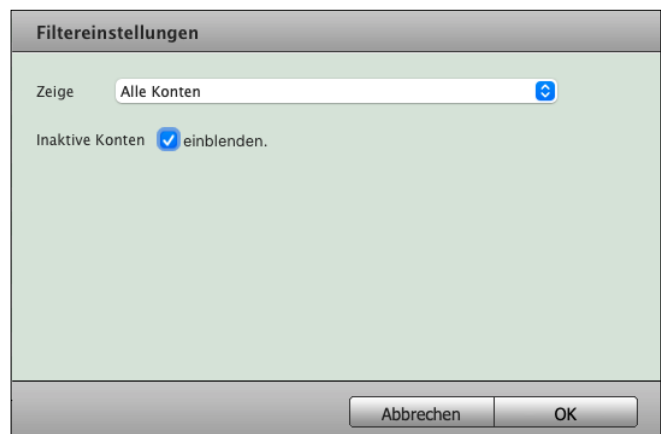 Filtereinstellungen
Zeige Alle Konten
Inaktive Konten einblenden.
Abbrechen OK